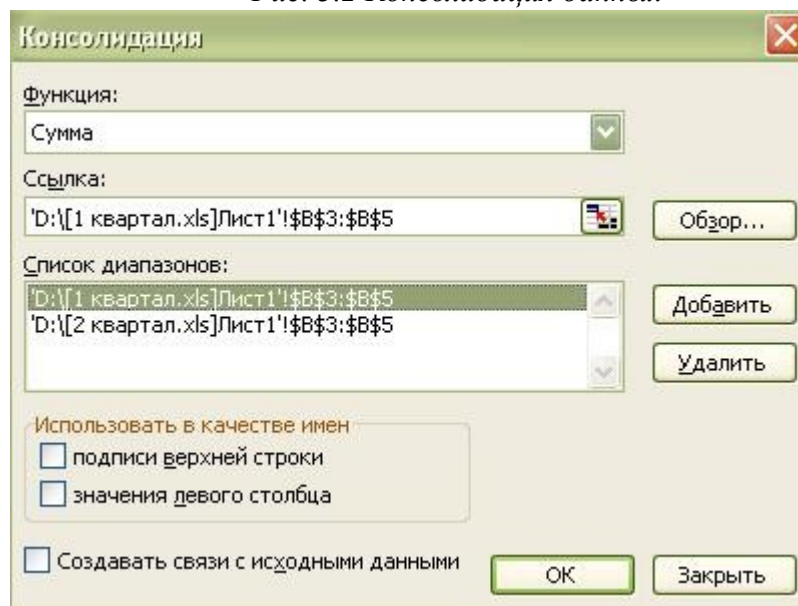 Консолидация
Функция:
Сумма
Ссылка:
'D:\[1 квартал.xls]Лист1'!$B$3:$B$5
Обзор...
Список диапазонов:
'D:\[1 квартал.xls]Лист1'!$B$3:$B$5
'D:\[2 квартал.xls]Лист1'!$B$3:$B$5
Добавить
Удалить
Использовать в качестве имен
подписи верхней строки
значения левого столбца
Создавать связи с исходными данными
ОК
Закрыть